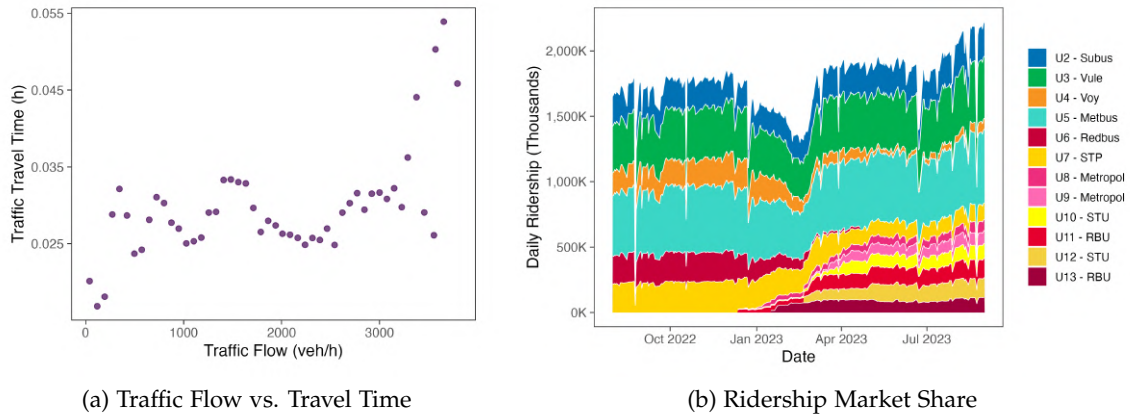 0.055
0.045
0.035
0.025
Traffic Travel Time (h)
0
1000
2000
3000
Traffic Flow (veh/h)
(a) Traffic Flow vs. Travel Time
2,000K
1,500K
1,000K
500K
0K
Daily Ridership (Thousands)
Oct 2022
Jan 2023
Apr 2023
Jul 2023
Date
U2 - Subus
U3 - Vule
U4 - Voy
U5 - Metbus
U6 - Redbus
U7 - STP
U8 - Metropol
U9 - Metropol
U10 - STU
U11 - RBU
U12 - STU
U13 - RBU
(b) Ridership Market Share